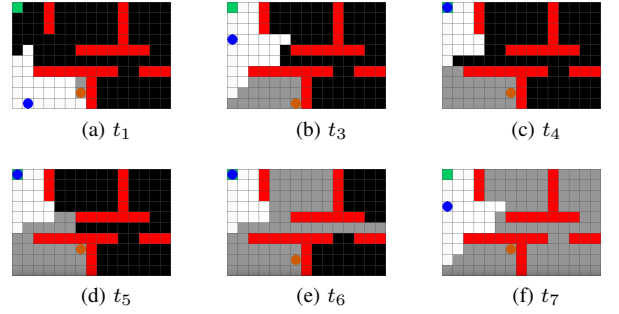 (a) t₁
(b) t₃
(c) t₄
(d) t₅
(e) t₆
(f) t₇